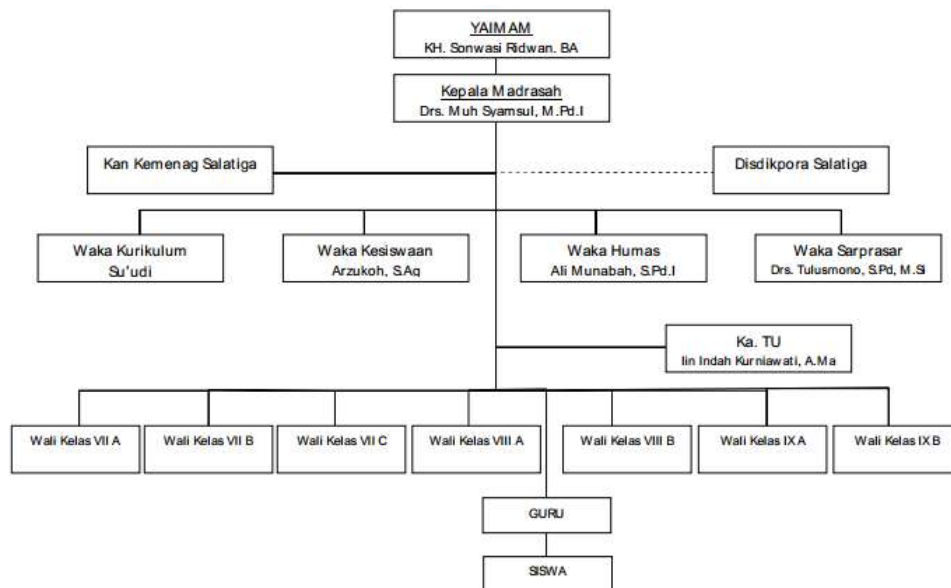 YAIMAM
KH. Sonwasi Ridwan. BA
Kepala Madrasah
Drs. Muh Syamsul, M.Pd.I
Kan Kemenag Salatiga
Disdikpora Salatiga
Waka Kurikulum
Su'udi
Waka Kesiswaan
Arzukoh, S.Ag
Waka Humas
Ali Munabah, S.Pd.I
Waka Sarprasar
Drs. Tulusmono, S.Pd, M.Si
Ka. TU
Iin Indah Kurniawati, A.Ma
Wali Kelas VII A
Wali Kelas VII B
Wali Kelas VII C
Wali Kelas VIII A
Wali Kelas VIII B
Wali Kelas IX A
Wali Kelas IX B
GURU
SISWA